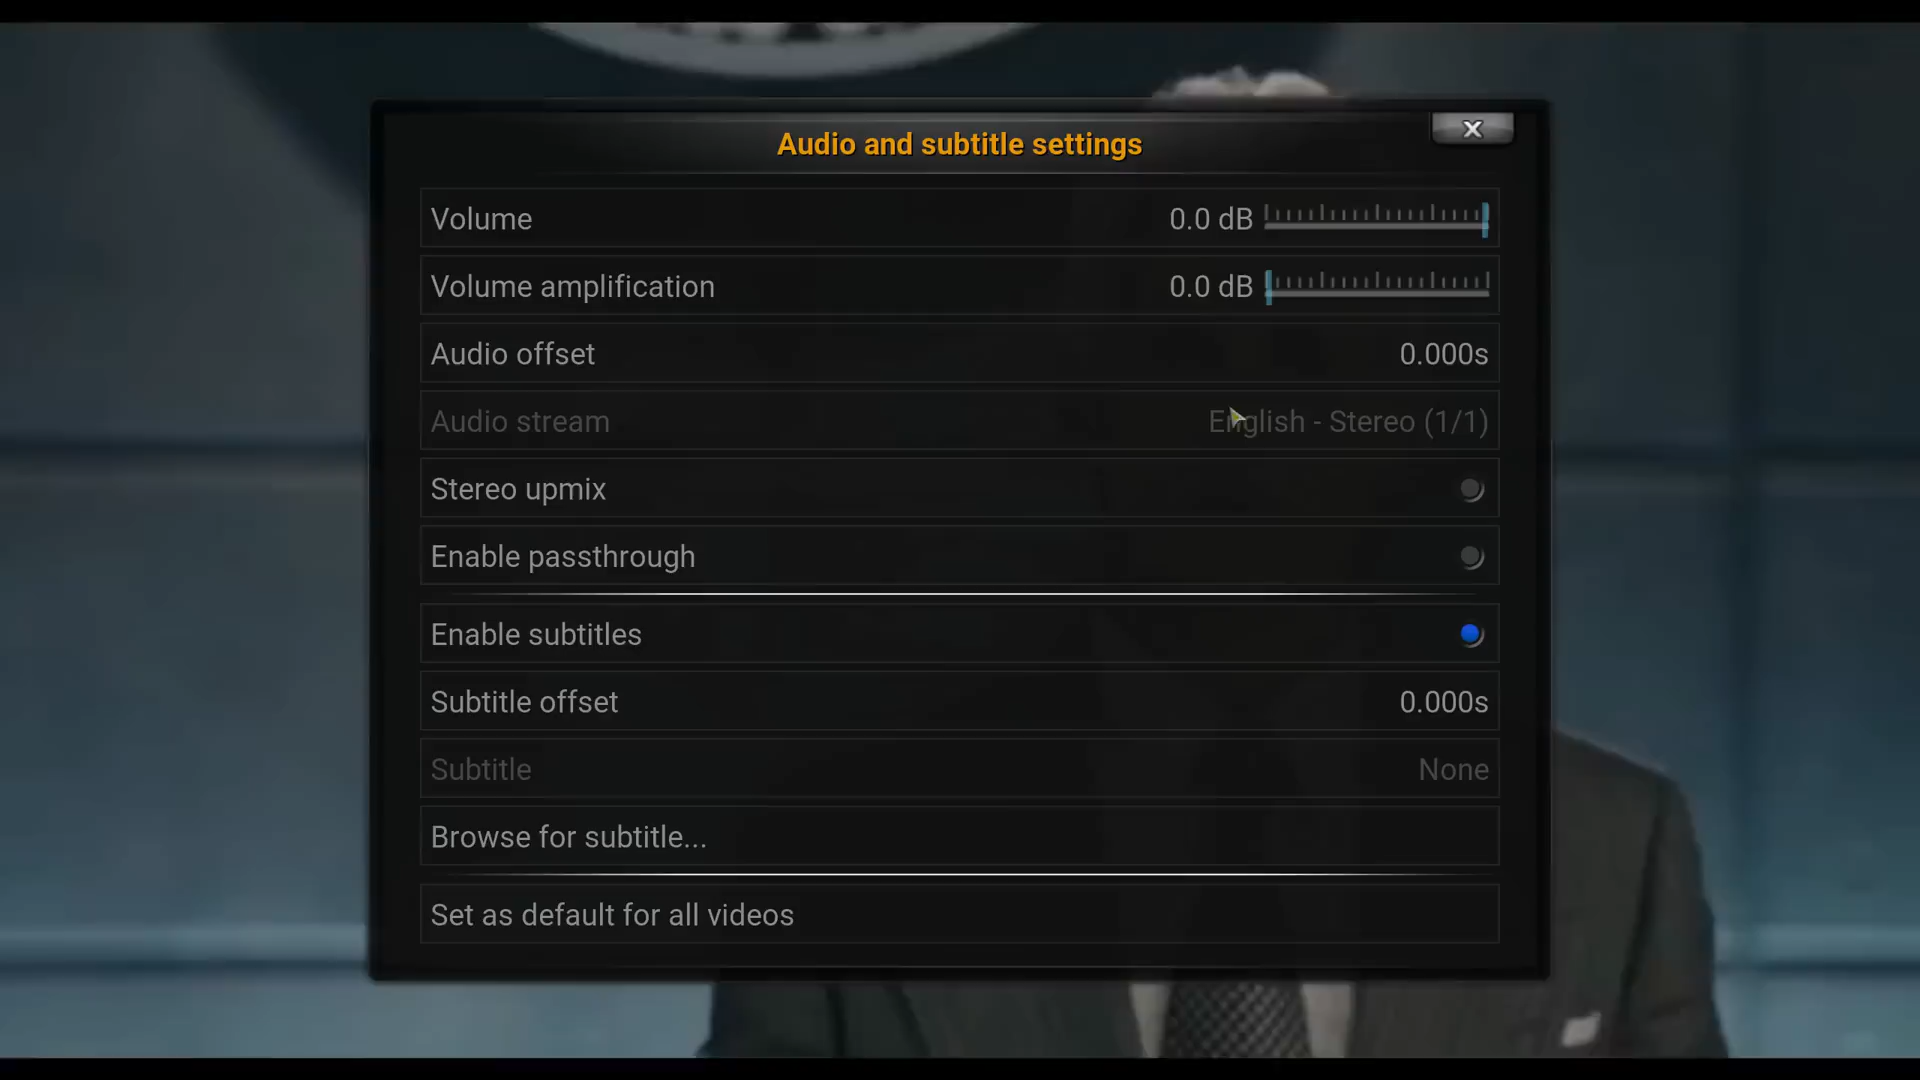 Audio and subtitle settings
Volume 0.0 dB
Volume amplification 0.0 dB
Audio offset 0.000s
Audio stream English - Stereo (1/1)
Stereo upmix
Enable passthrough
Enable subtitles
Subtitle offset 0.000s
Subtitle None
Browse for subtitle...
Set as default for all videos